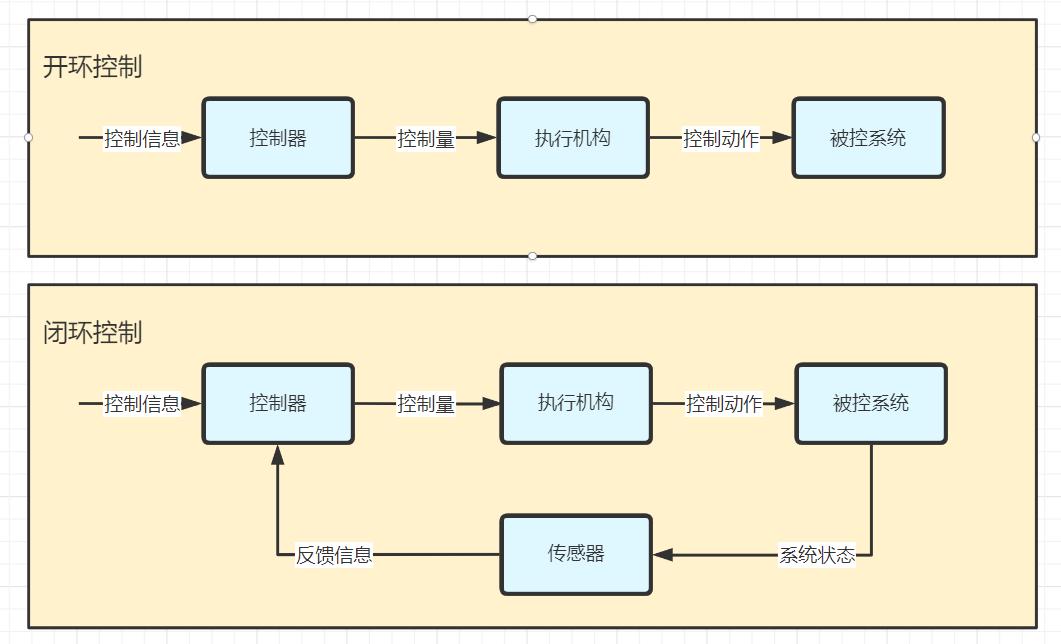 开环控制
控制信息
控制器
控制量
执行机构
控制动作
被控系统
闭环控制
控制信息
控制器
控制量
执行机构
控制动作
被控系统
反馈信息
传感器
系统状态